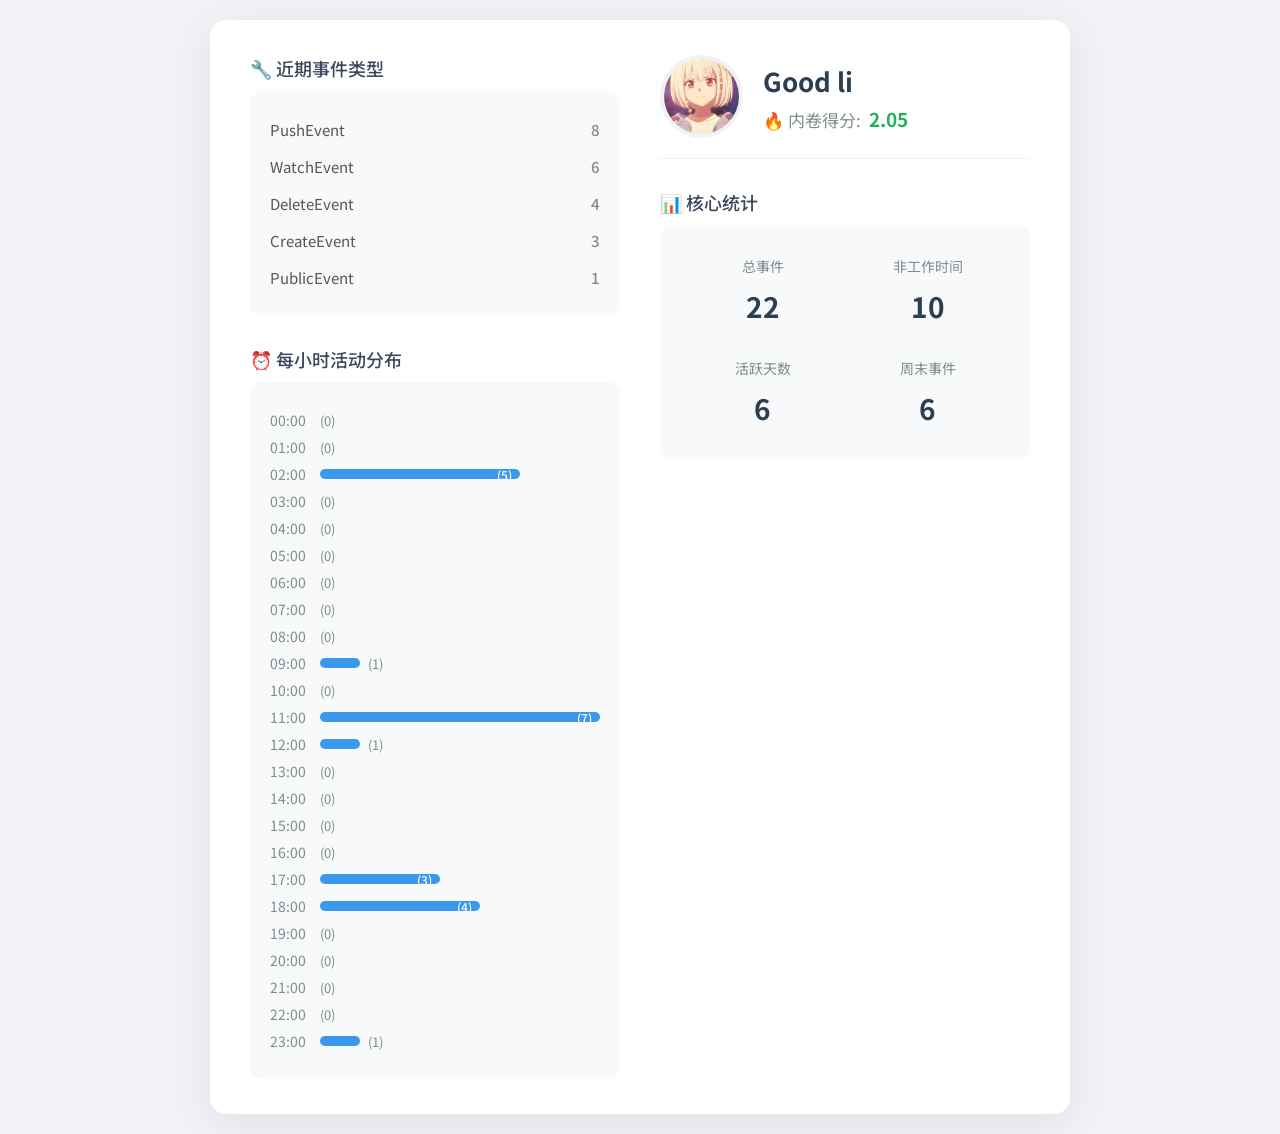 🔧 近期事件类型
PushEvent 8
WatchEvent 6
DeleteEvent 4
CreateEvent 3
PublicEvent 1
⏰ 每小时活动分布
00:00 (0)
01:00 (0)
02:00 (5)
03:00 (0)
04:00 (0)
05:00 (0)
06:00 (0)
07:00 (0)
08:00 (0)
09:00 (1)
10:00 (0)
11:00 (7)
12:00 (1)
13:00 (0)
14:00 (0)
15:00 (0)
16:00 (0)
17:00 (3)
18:00 (4)
19:00 (0)
20:00 (0)
21:00 (0)
22:00 (0)
23:00 (1)
Good li
🔥 内卷得分: 2.05
📊 核心统计
总事件 非工作时间
22 10
活跃天数 周末事件
6 6